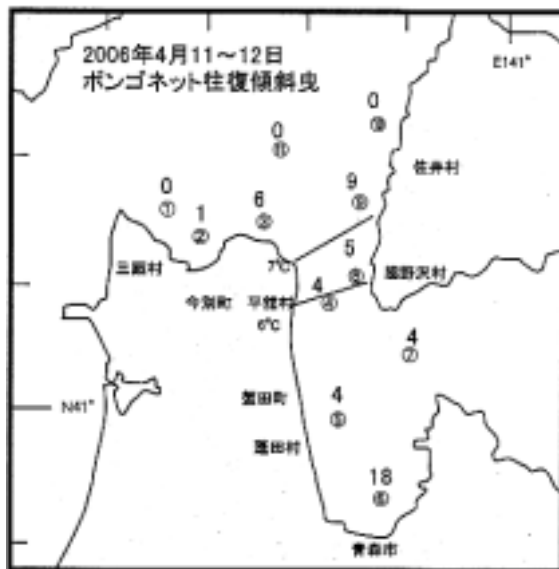 2006年4月11～12日
ボンゴネット往復傾斜曳
E141°
0
⑩
0
⑪
佐井村
0
①
1
②
6
③
9
⑨
三厩村
7℃
5
⑧
脇野沢村
今別町
平舘村
4
④
6℃
4
⑦
N41°
蟹田町
4
⑤
蓬田村
18
⑥
青森市